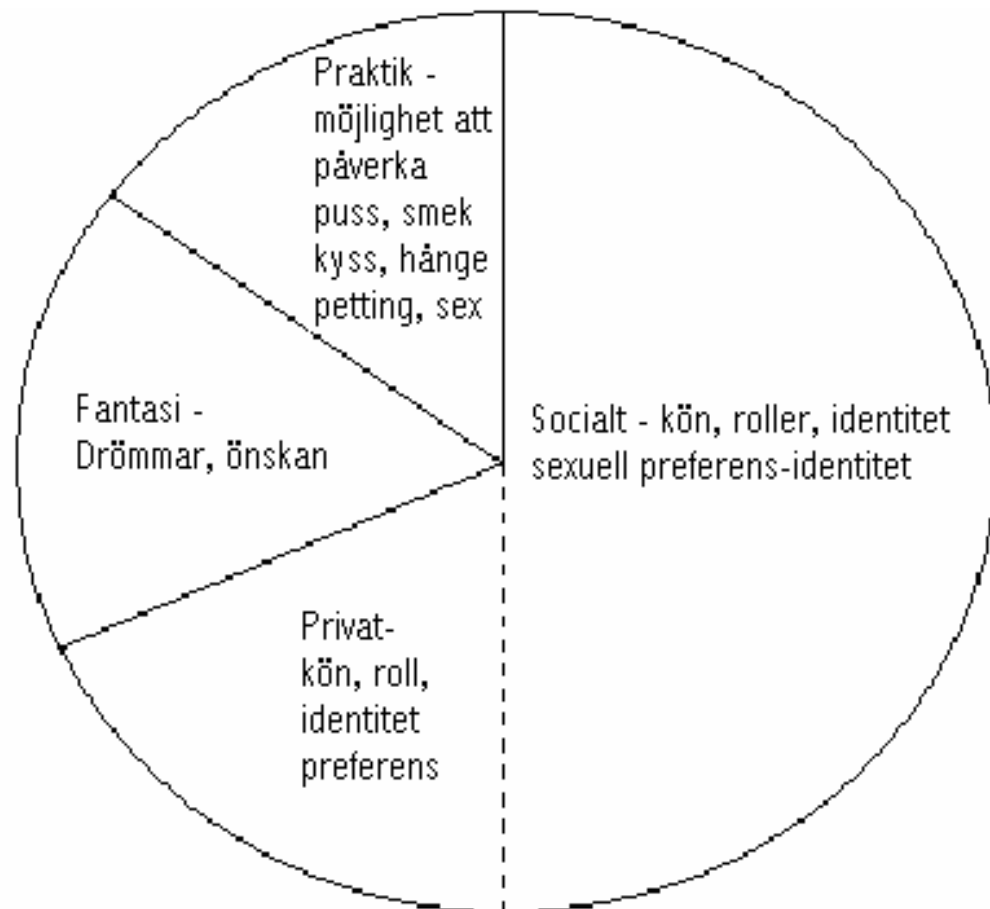 Praktik -
möjlighet att
påverka
puss, smek
kyss, hånge
petting, sex
Fantasi -
Drömmar, önskan
Socialt - kön, roller, identitet
sexuell preferens-identitet
Privat-
kön, roll,
identitet
preferens